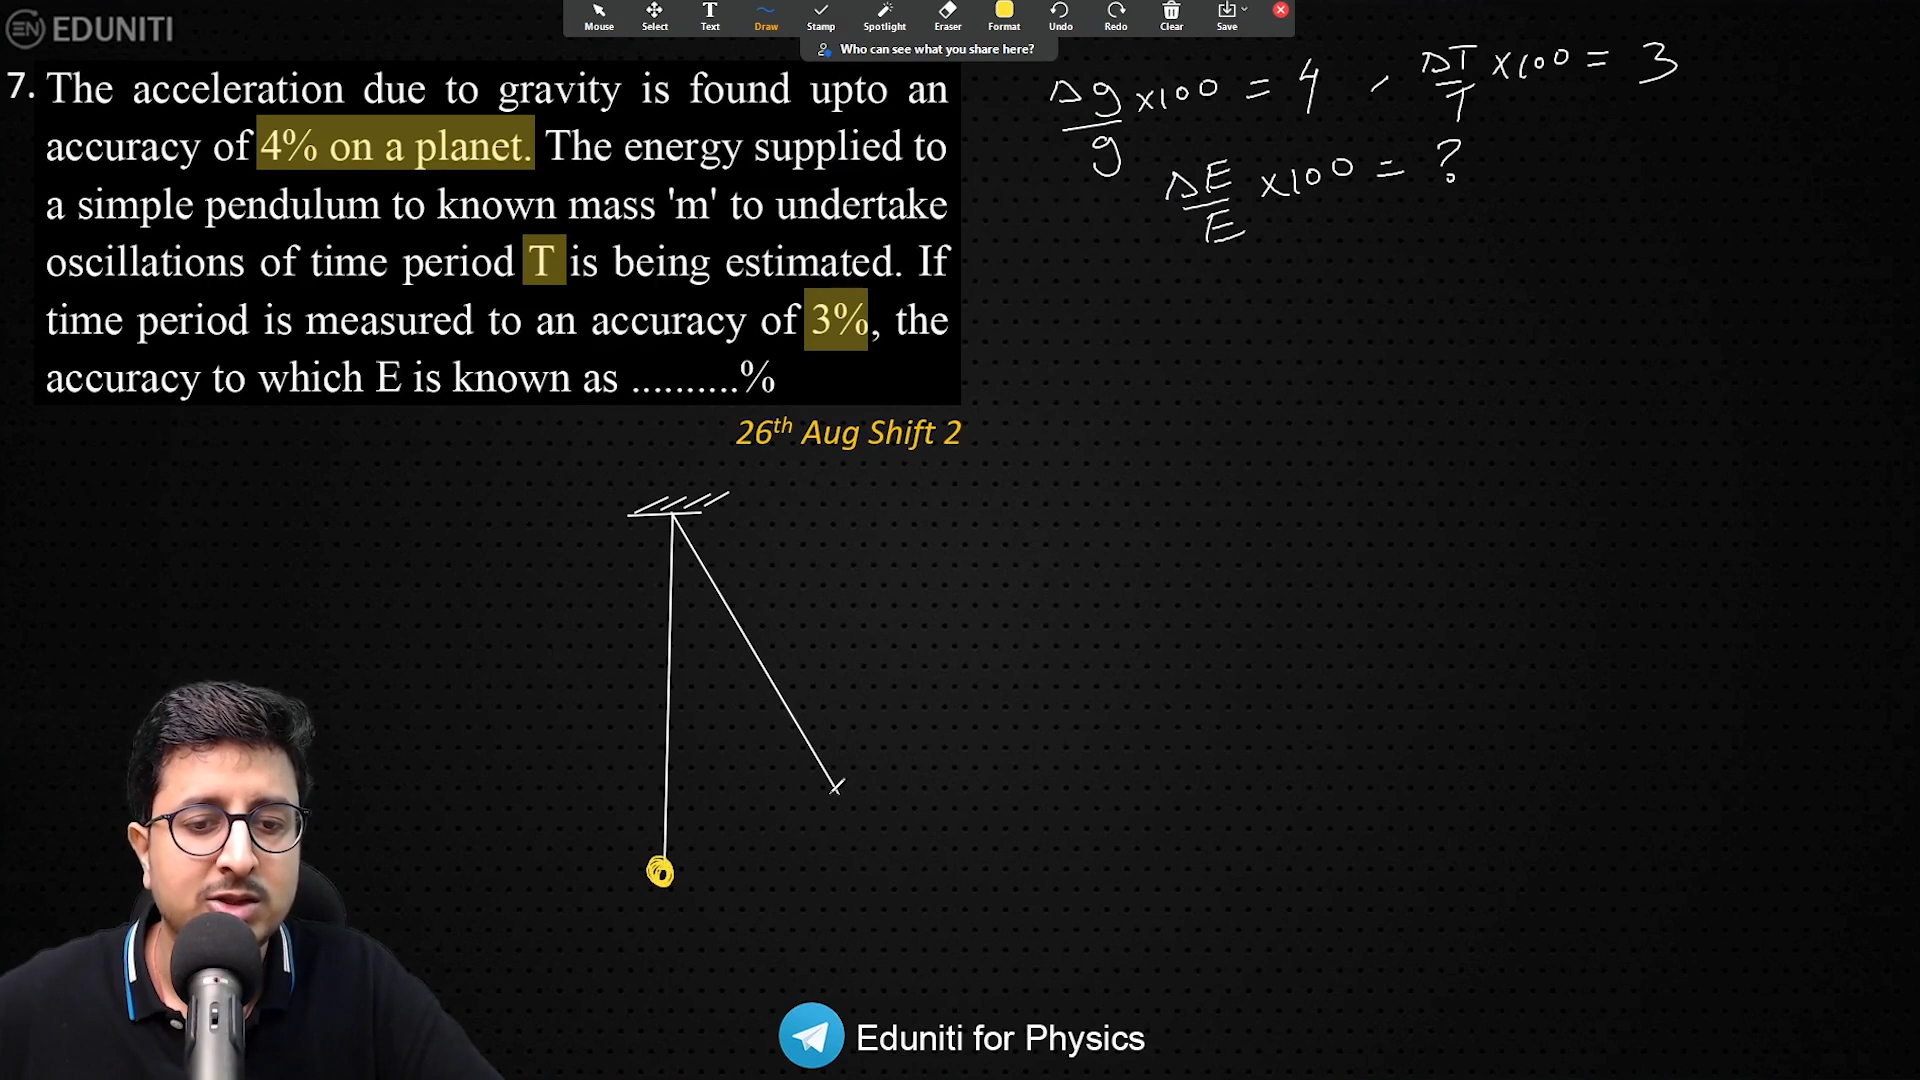 EN EDUNITI
Mouse Select Text Draw Stamp Spotlight Eraser Format Undo Redo Clear Save
Who can see what you share here?
7. The acceleration due to gravity is found upto an
accuracy of 4% on a planet. The energy supplied to
a simple pendulum to known mass 'm' to undertake
oscillations of time period T is being estimated. If
time period is measured to an accuracy of 3%, the
accuracy to which E is known as ..........%
26th Aug Shift 2
Δg/g ×100 = 4 , ΔT/T ×100 = 3
ΔE/E ×100 = ?
Eduniti for Physics